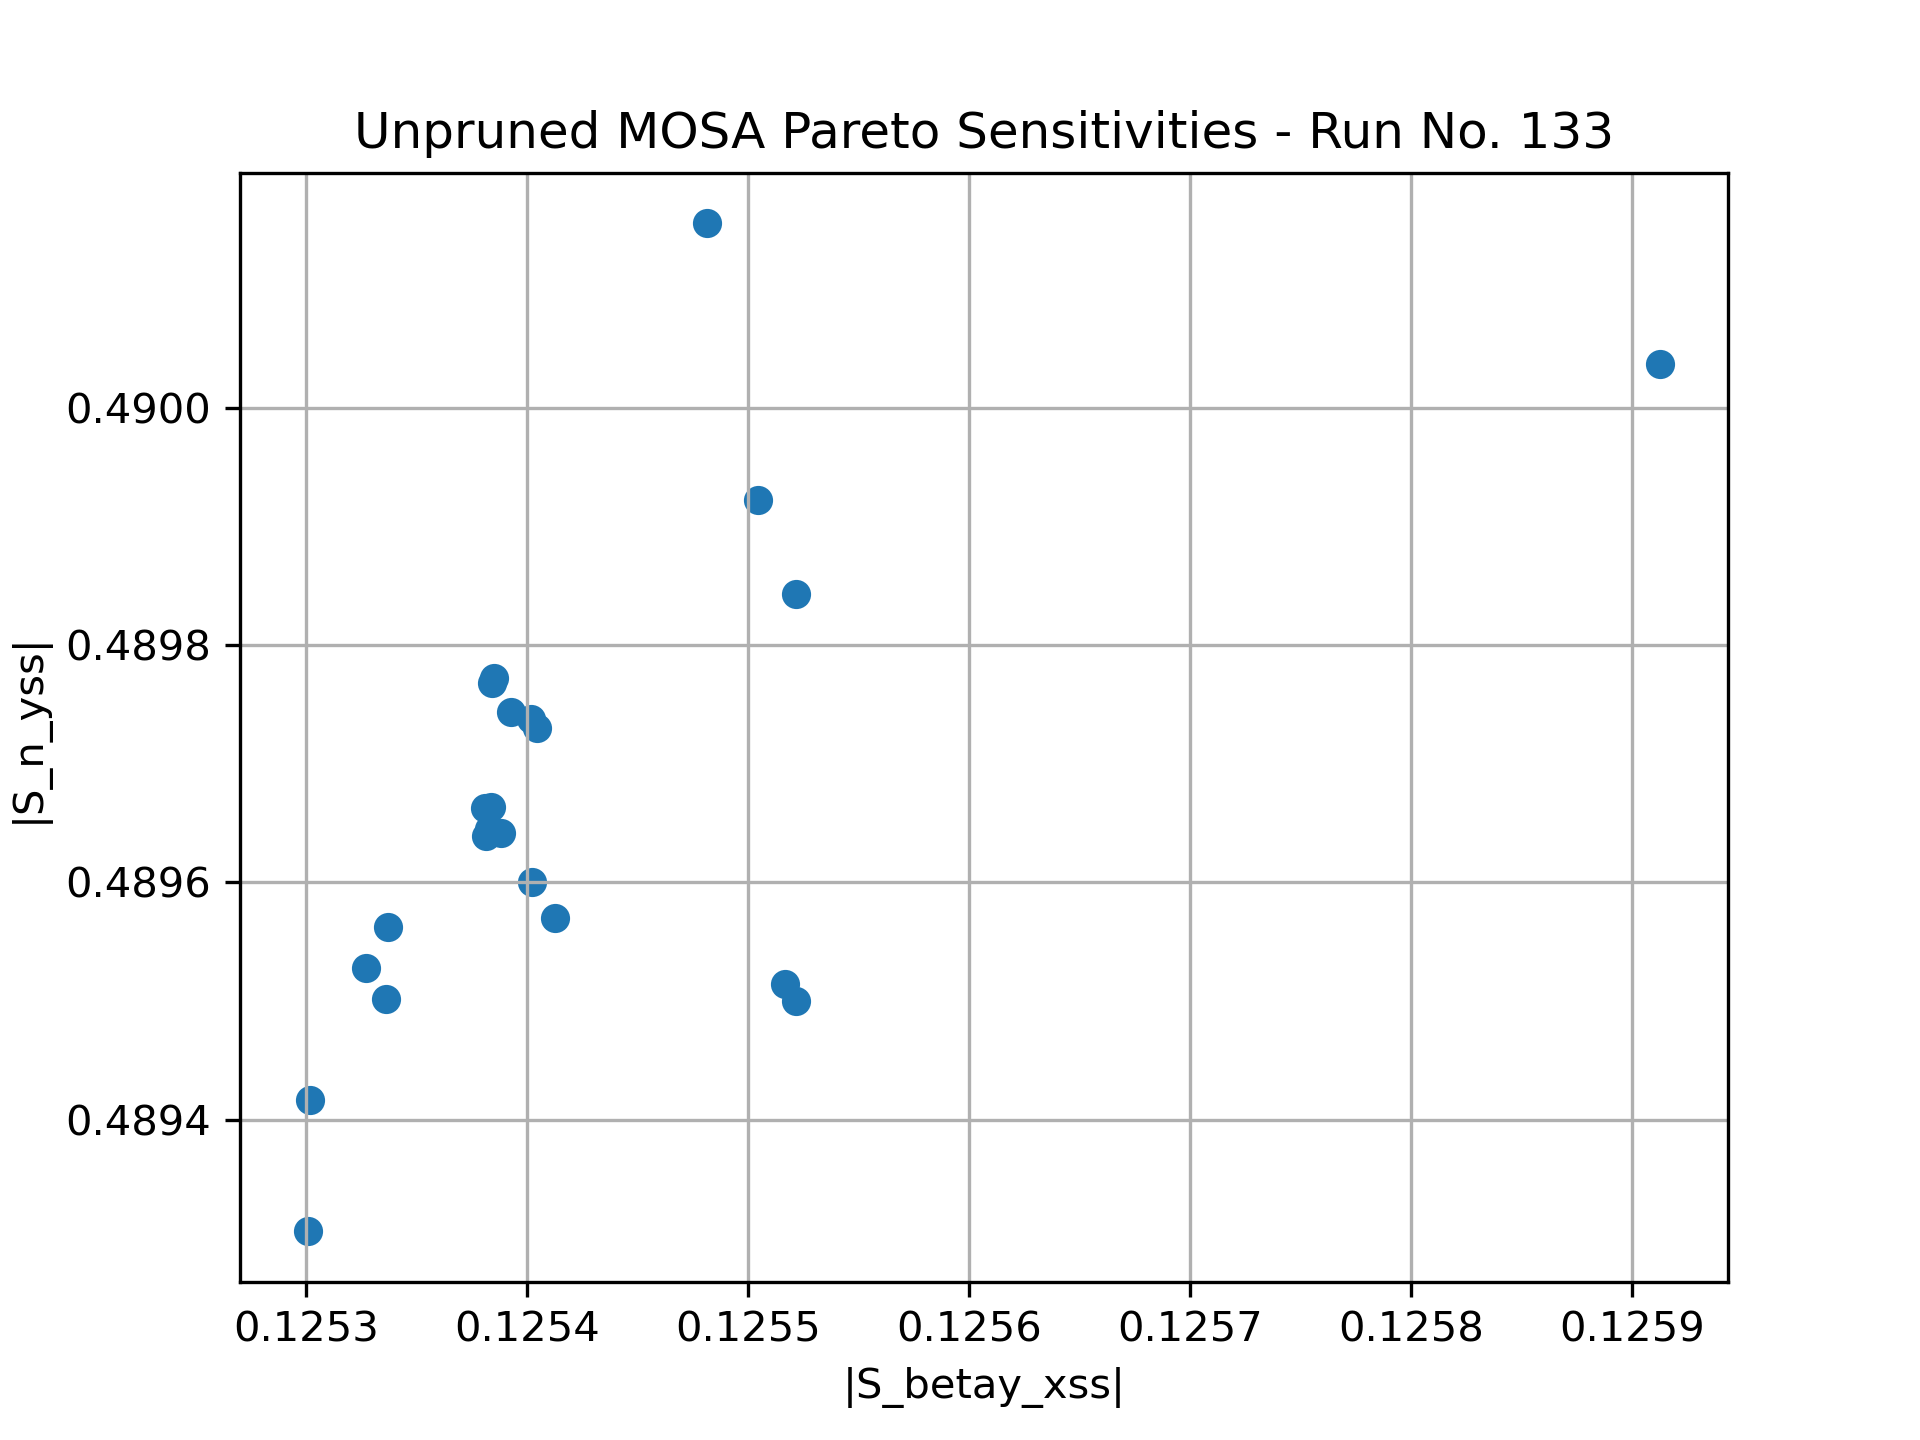 Unpruned MOSA Pareto Sensitivities - Run No. 133
|S_n_yss|
0.4900
0.4898
0.4896
0.4894
0.1253 0.1254 0.1255 0.1256 0.1257 0.1258 0.1259
|S_betay_xss|